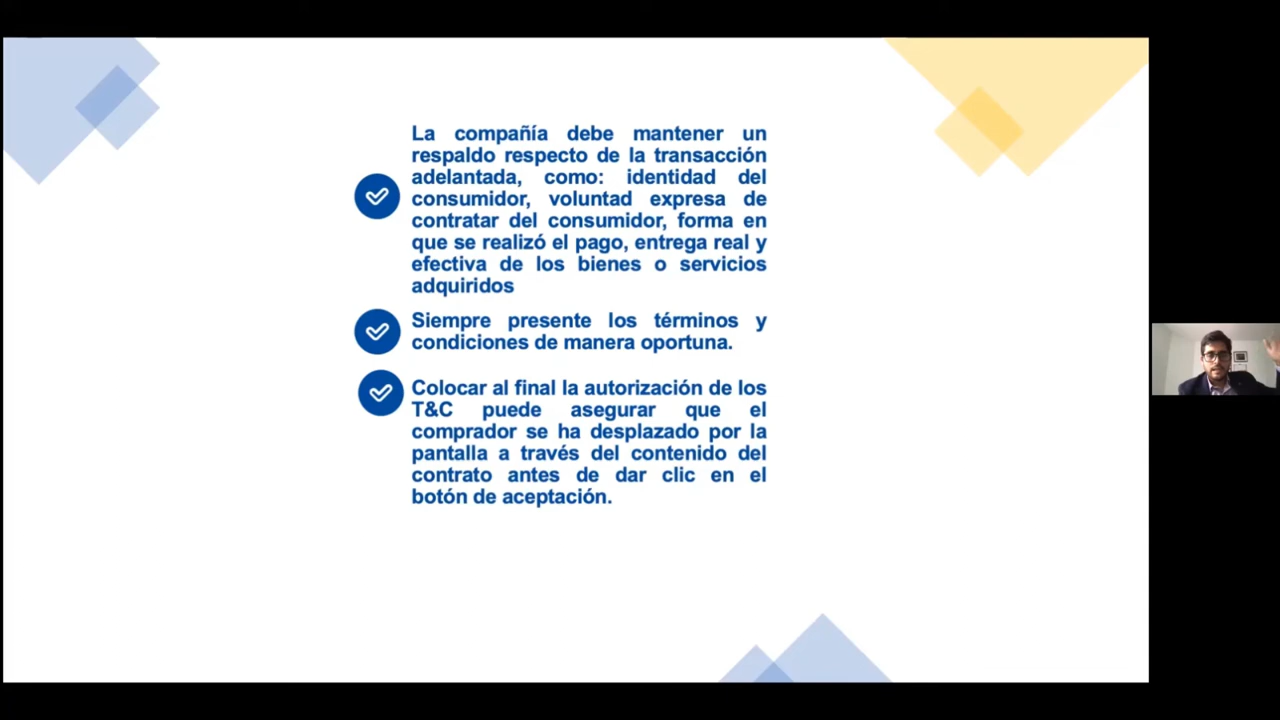 La compañía debe mantener un
respaldo respecto de la transacción
adelantada, como: identidad del
consumidor, voluntad expresa de
contratar del consumidor, forma en
que se realizó el pago, entrega real y
efectiva de los bienes o servicios
adquiridos
Siempre presente los términos y
condiciones de manera oportuna.
Colocar al final la autorización de los
T&C puede asegurar que el
comprador se ha desplazado por la
pantalla a través del contenido del
contrato antes de dar clic en el
botón de aceptación.